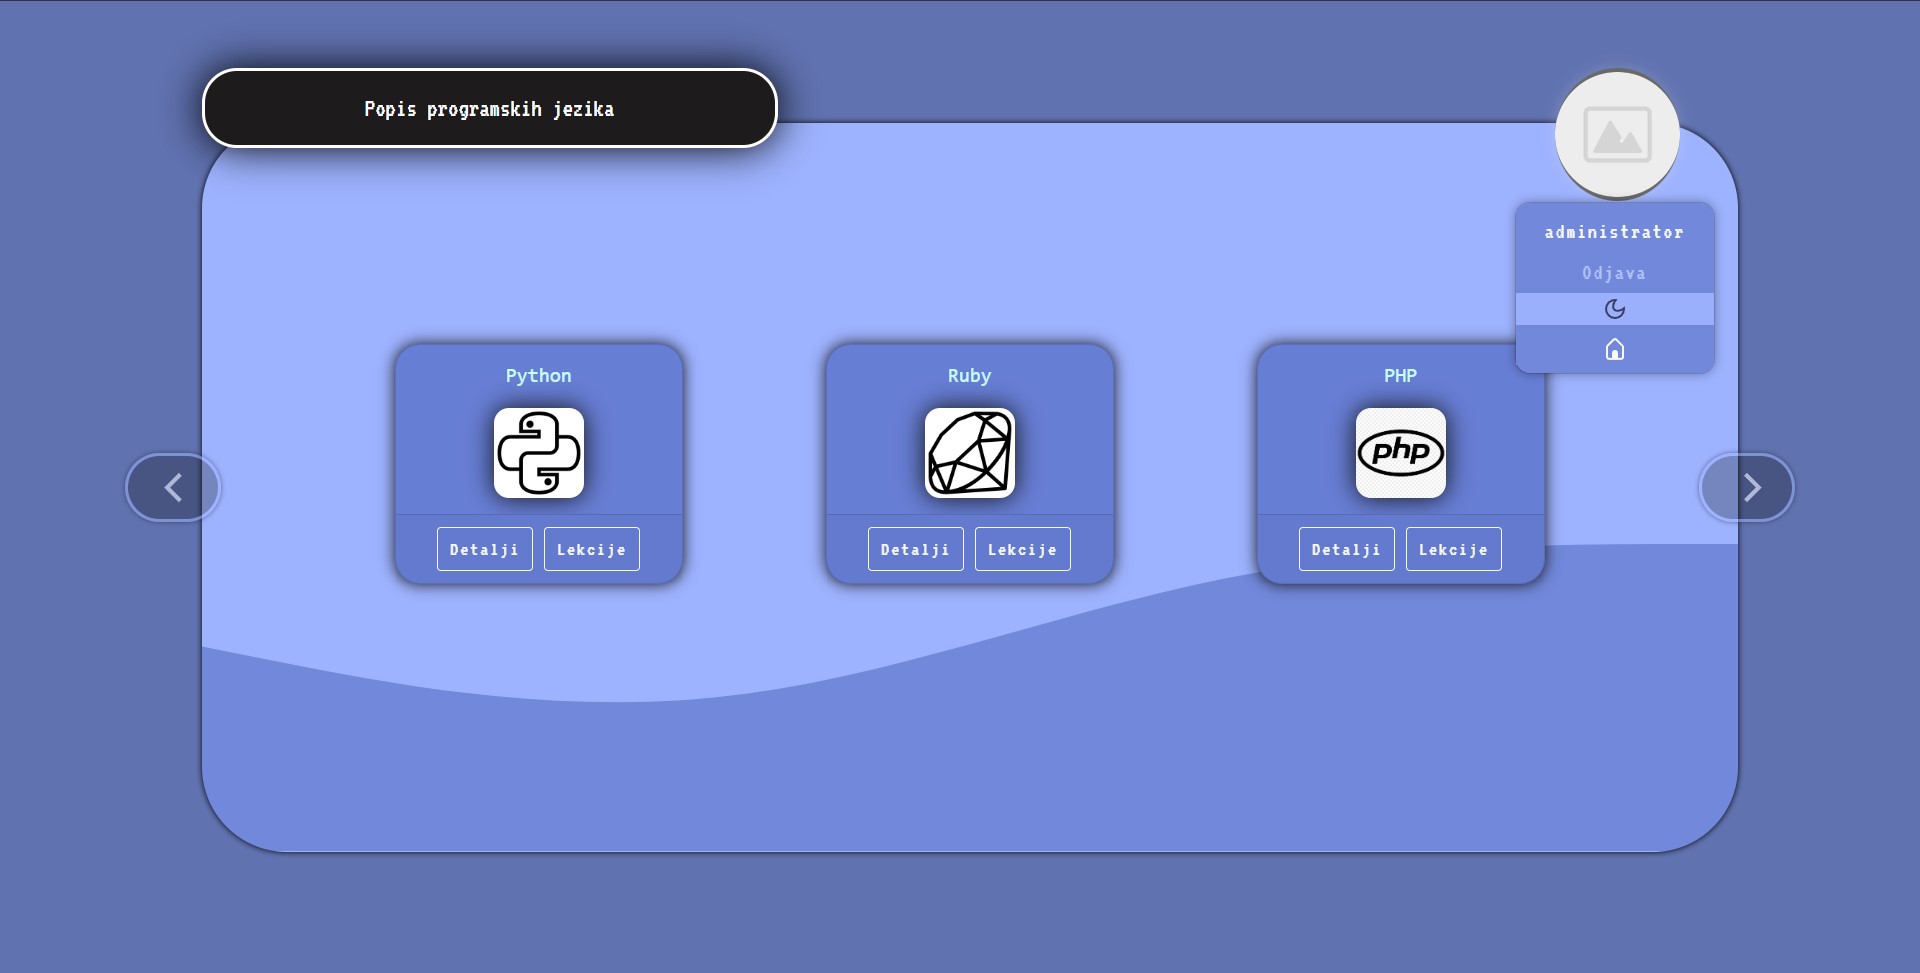 Popis programskih jezika
administrator
Odjava
Python
Detalji Lekcije
Ruby
Detalji Lekcije
PHP
php
Detalji Lekcije